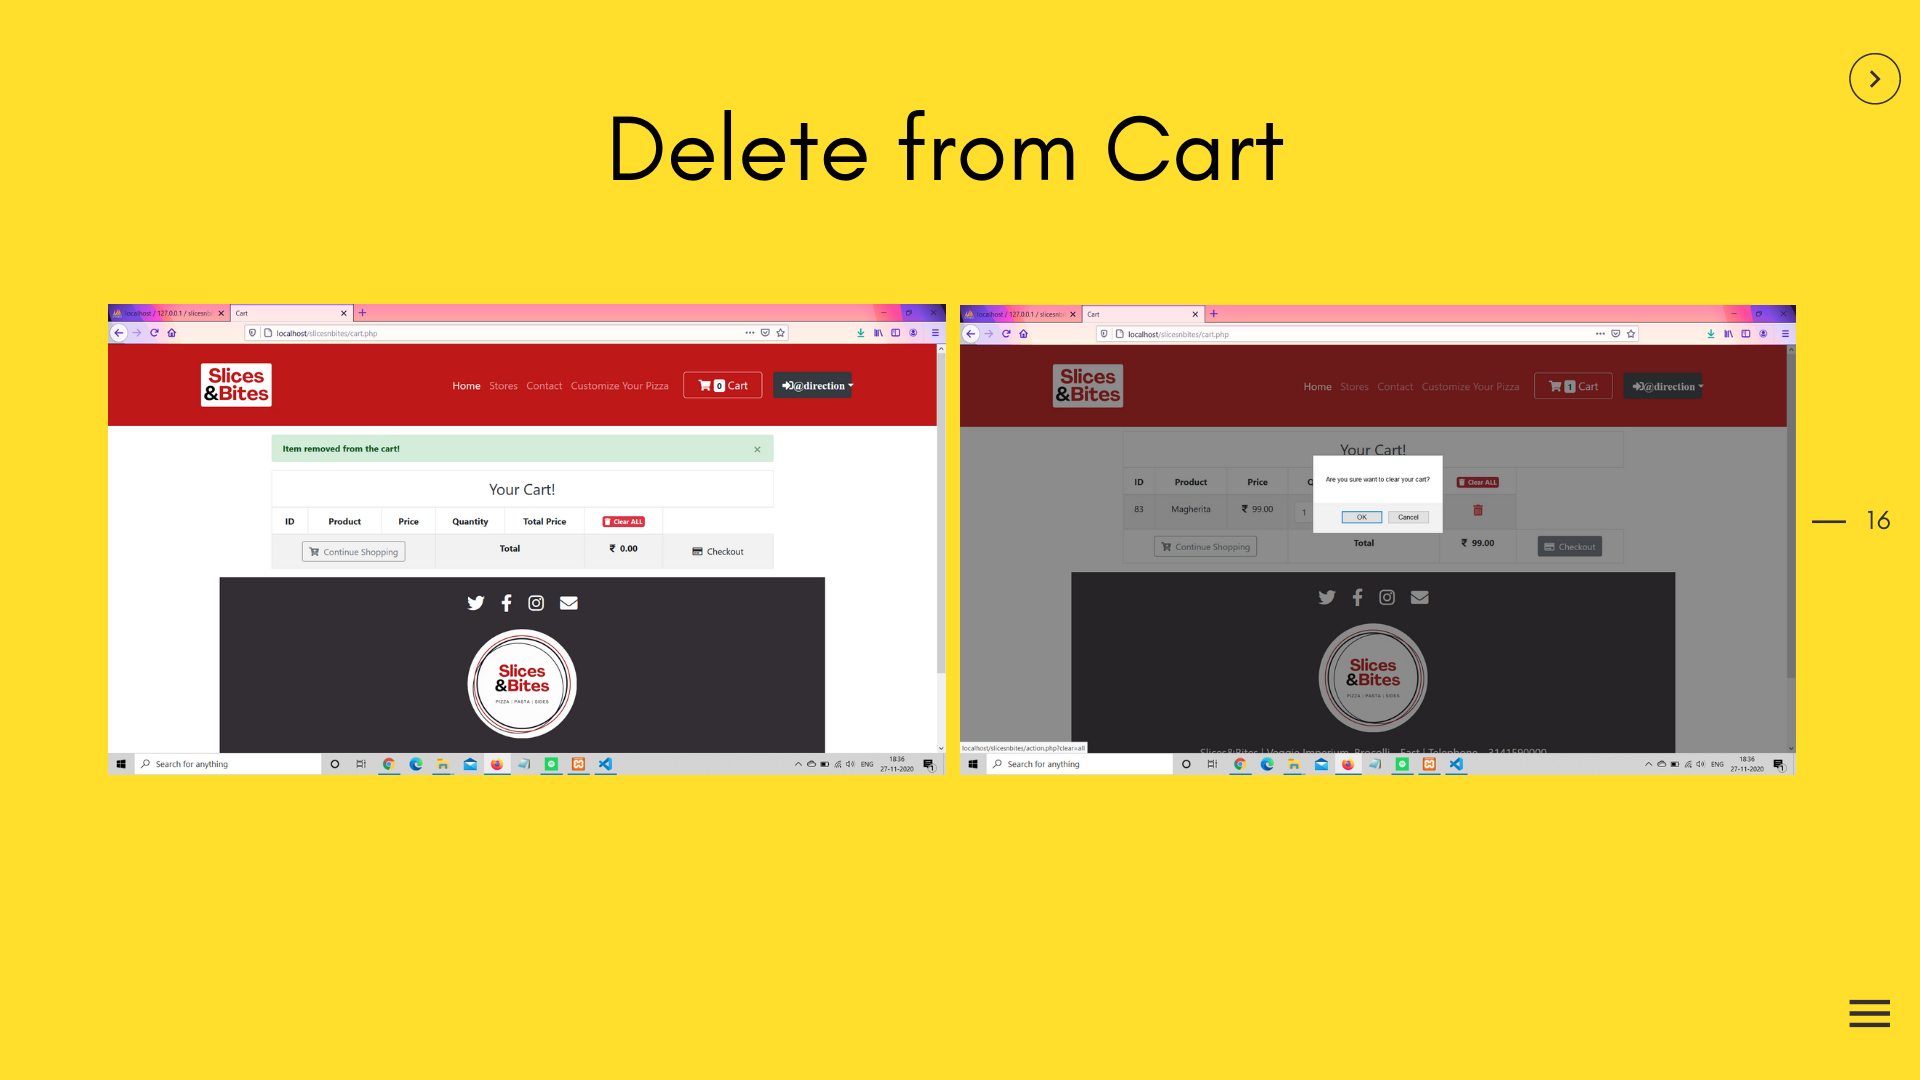 Delete from Cart
localhost / 127.0.0.1 / slicesnb
Cart
localhost/slicesnbites/cart.php
Slices
&Bites
Home Stores Contact Customize Your Pizza
0 Cart
@direction
Item removed from the cart!
Your Cart!
ID Product Price Quantity Total Price Clear ALL
Continue Shopping Total ₹ 0.00 Checkout
Slices
&Bites
PIZZA | PASTA | SIDES
Search for anything
ENG
18:36
27-11-2020
localhost / 127.0.0.1 / slicesnb
Cart
localhost/slicesnbites/cart.php
Slices
&Bites
Home Stores Contact Customize Your Pizza
1 Cart
@direction
Your Cart!
Are you sure want to clear your cart?
OK Cancel
ID Product Price Q Clear ALL
83 Magherita ₹ 99.00 1
Continue Shopping Total ₹ 99.00 Checkout
Slices
&Bites
PIZZA | PASTA | SIDES
Slices&Bites | Veggie Imperium, Brocolli - East | Telephone - 3141590000
localhost/slicesnbites/action.php?clear=all
Search for anything
ENG
18:36
27-11-2020
16